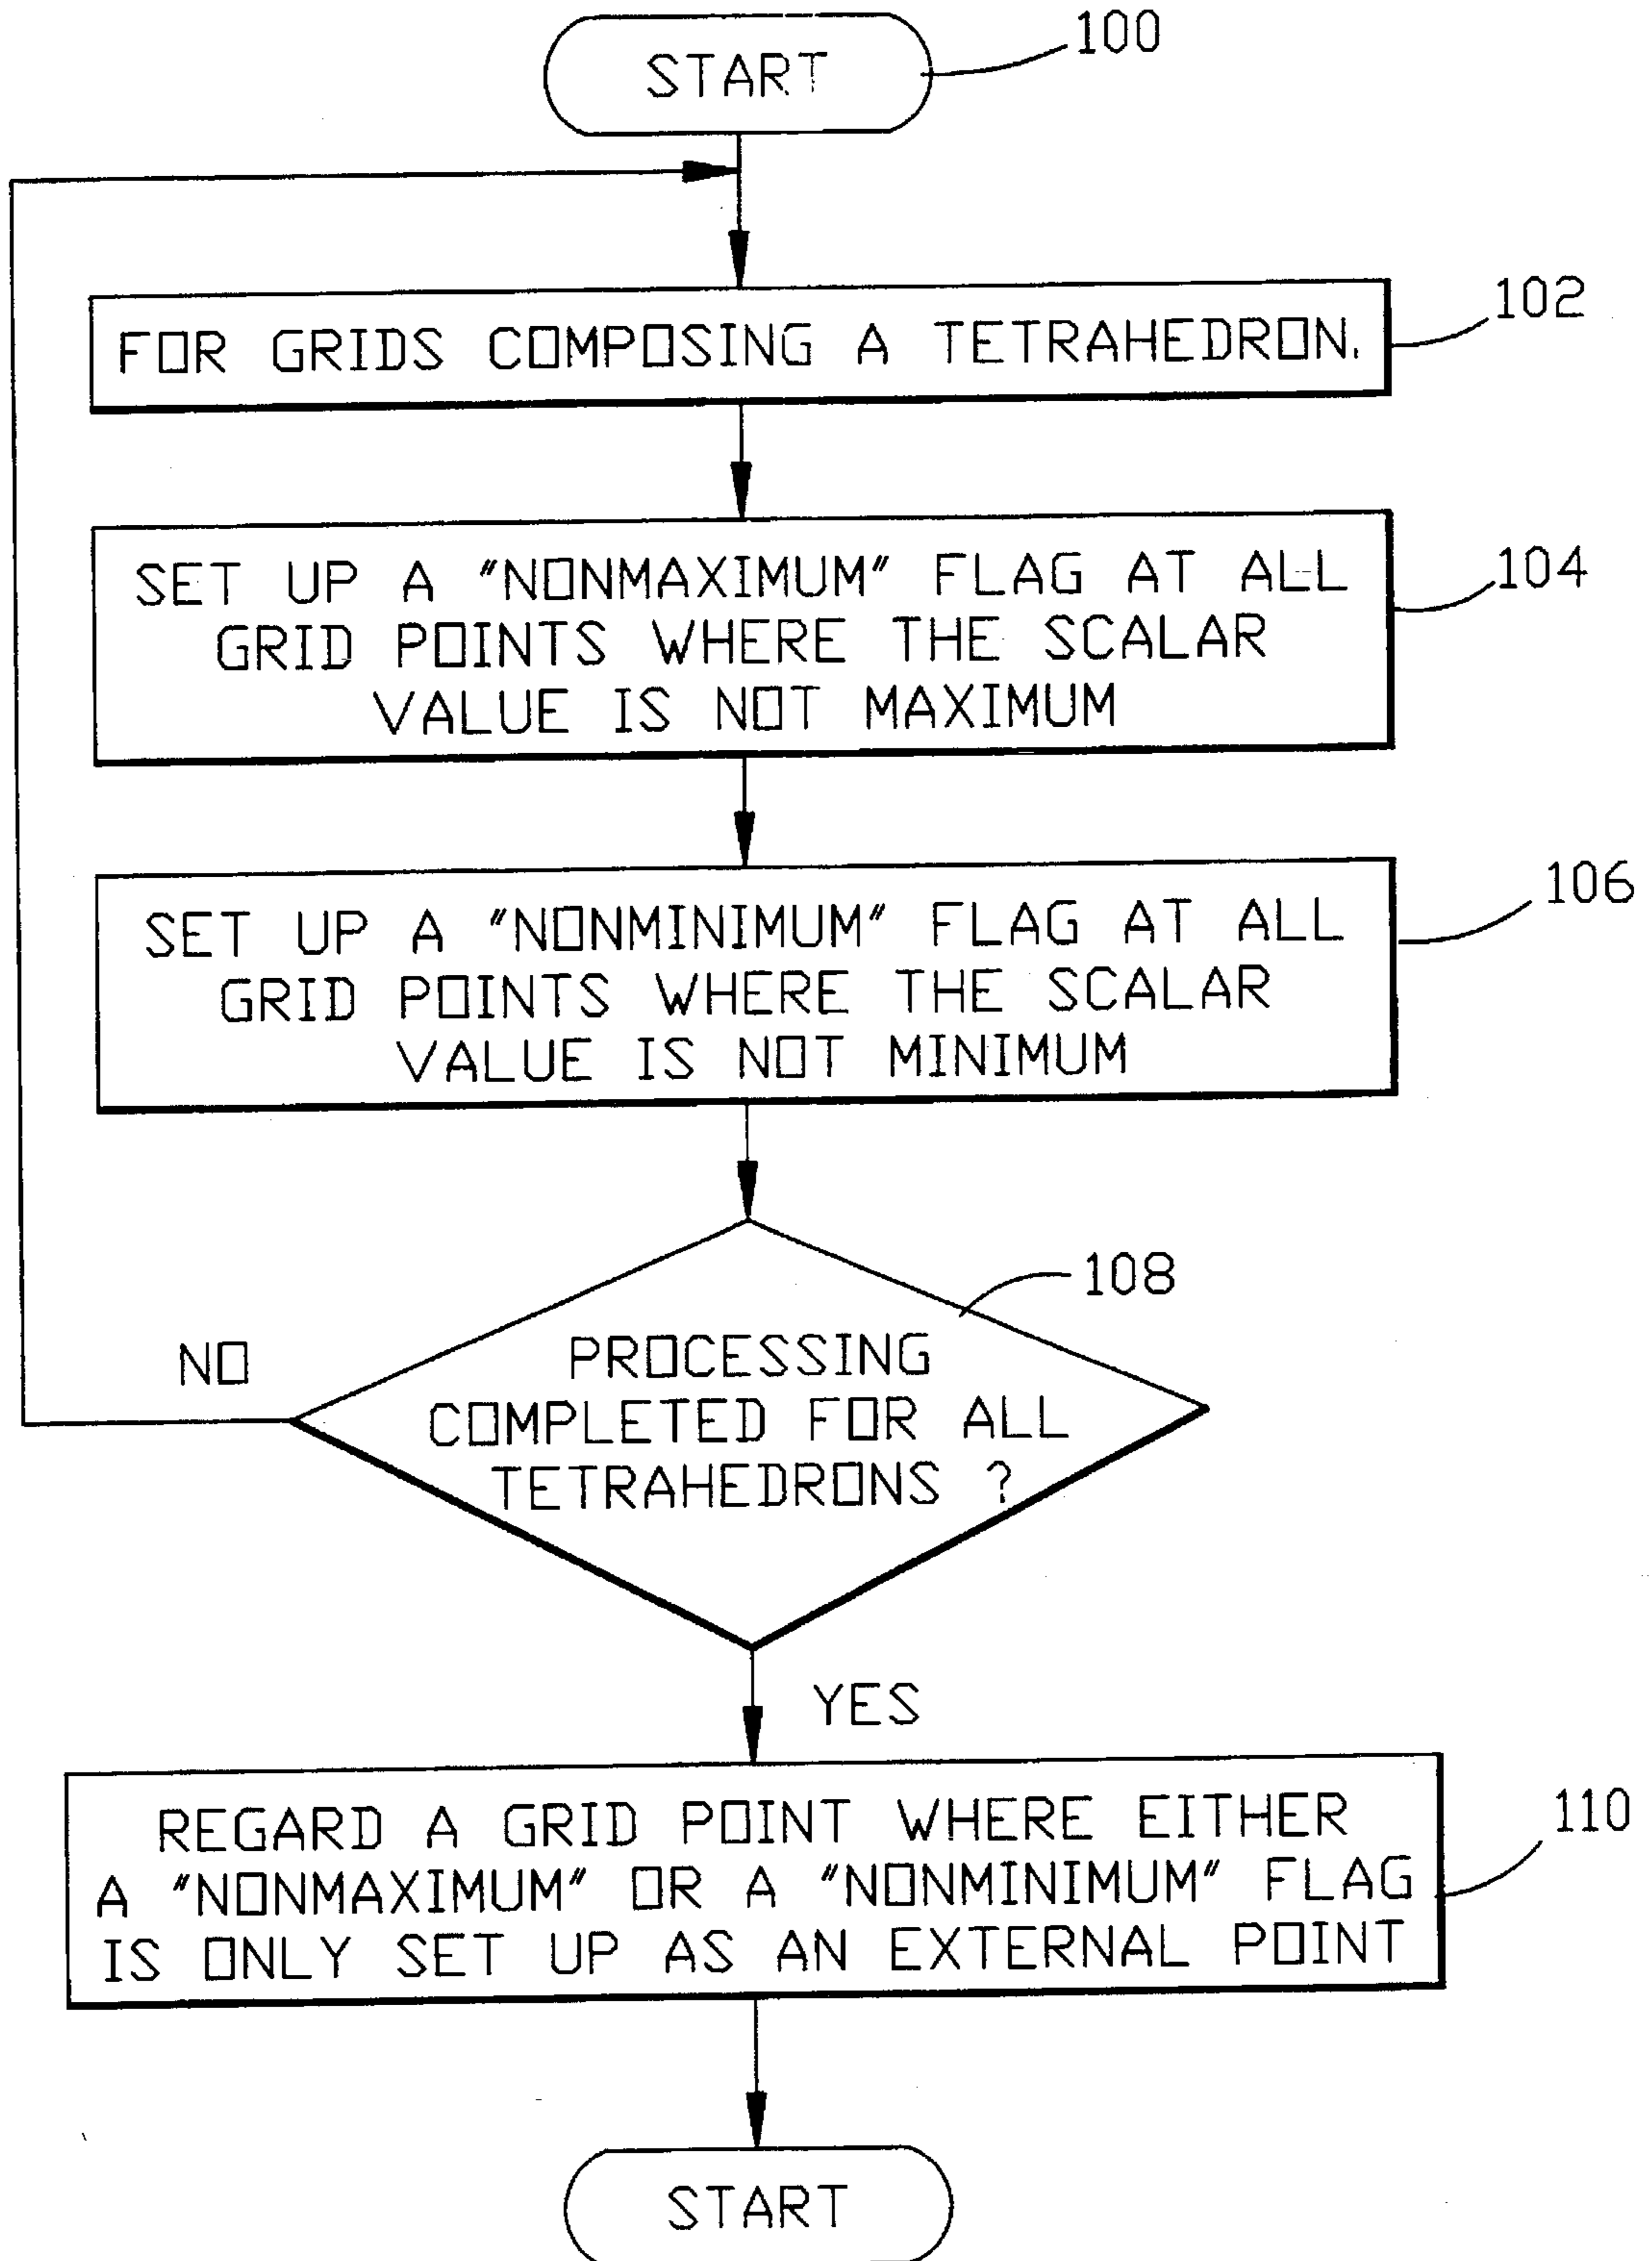 START
100
FOR GRIDS COMPOSING A TETRAHEDRON.
102
SET UP A "NONMAXIMUM" FLAG AT ALL
GRID POINTS WHERE THE SCALAR
VALUE IS NOT MAXIMUM
104
SET UP A "NONMINIMUM" FLAG AT ALL
GRID POINTS WHERE THE SCALAR
VALUE IS NOT MINIMUM
106
108
NO
PROCESSING
COMPLETED FOR ALL
TETRAHEDRONS ?
YES
REGARD A GRID POINT WHERE EITHER
A "NONMAXIMUM" OR A "NONMINIMUM" FLAG
IS ONLY SET UP AS AN EXTERNAL POINT
110
START